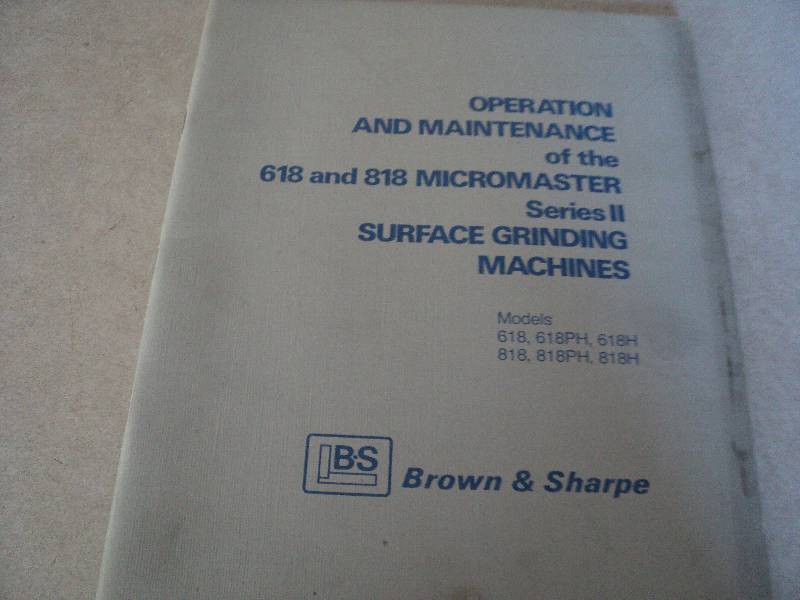 OPERATION
AND MAINTENANCE
of the
618 and 818 MICROMASTER
Series II
SURFACE GRINDING
MACHINES
Models
618, 618PH, 618H
818, 818PH, 818H
B·S
Brown & Sharpe